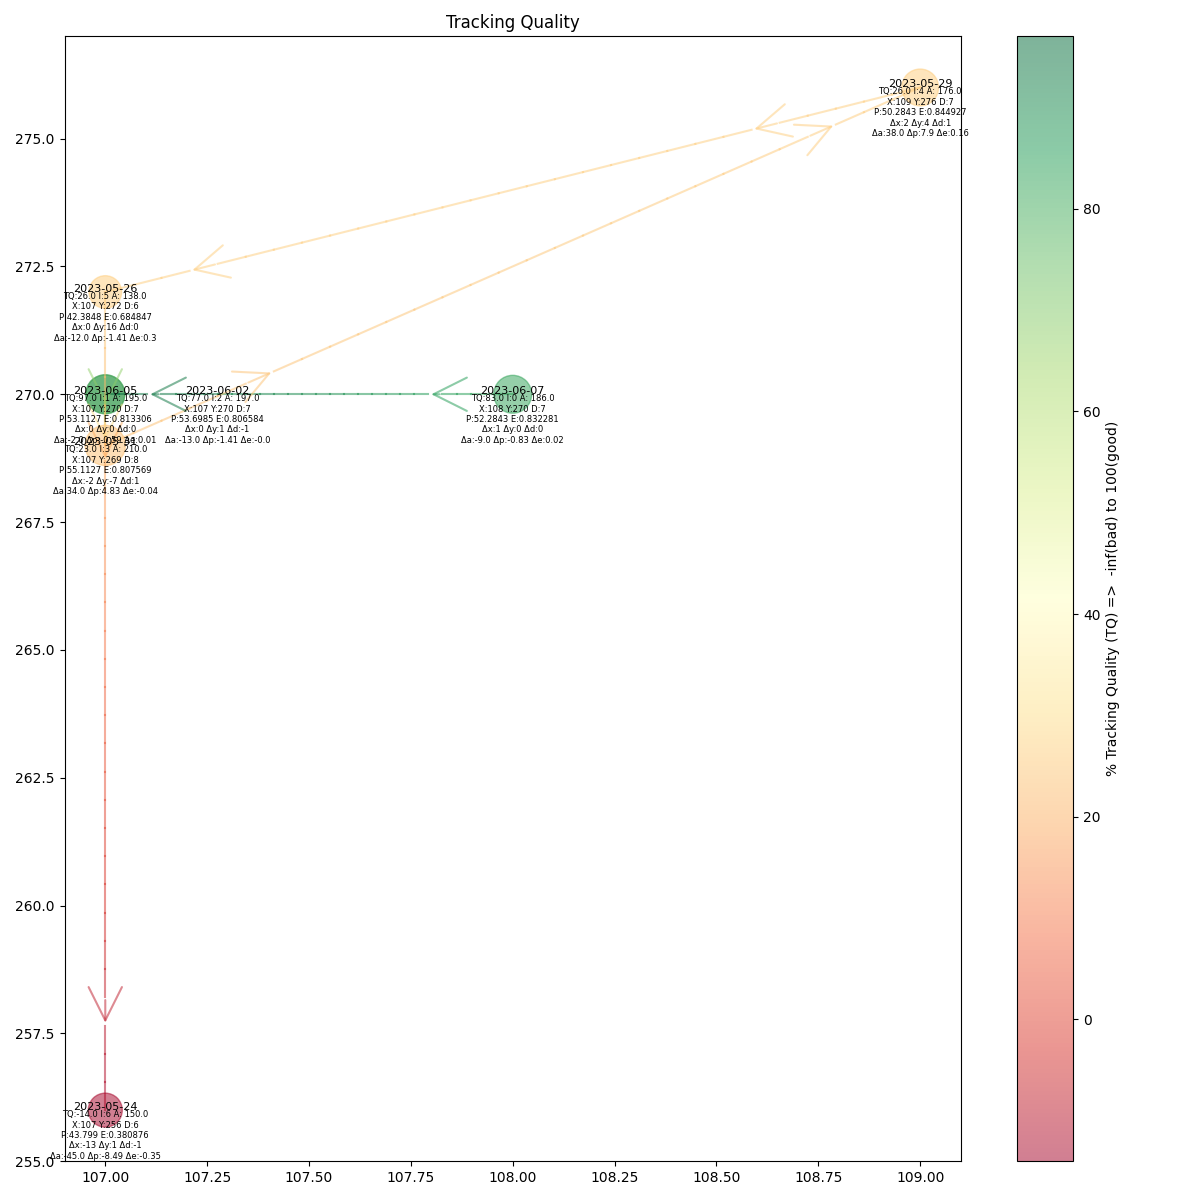 Tracking Quality
275.0
272.5
270.0
267.5
265.0
262.5
260.0
257.5
255.0
107.00
107.25
107.50
107.75
108.00
108.25
108.50
108.75
109.00
2023-05-29
TQ:26.0 I:4 A: 176.0
X:109 Y:276 D:7
P:50.2843 E:0.844927
Δx:2 Δy:4 Δd:1
Δa:38.0 Δp:7.9 Δe:0.16
2023-05-26
TQ:26.0 I:5 A: 138.0
X:107 Y:272 D:6
P:42.3848 E:0.684847
Δx:0 Δy:16 Δd:0
Δa:-12.0 Δp:-1.41 Δe:0.3
2023-06-05
TQ:97.0 I:1 A: 195.0
X:107 Y:270 D:7
P:53.1127 E:0.813306
Δx:0 Δy:0 Δd:0
2023-06-02
TQ:77.0 I:2 A: 197.0
X:107 Y:270 D:7
P:53.6985 E:0.806584
Δx:0 Δy:1 Δd:-1
Δa:-13.0 Δp:-1.41 Δe:-0.0
2023-06-07
TQ:83.0 I:0 A: 186.0
X:108 Y:270 D:7
P:52.2843 E:0.832281
Δx:1 Δy:0 Δd:0
Δa:-9.0 Δp:-0.83 Δe:0.02
2023-05-31
TQ:23.0 I:3 A: 210.0
X:107 Y:269 D:8
P:55.1127 E:0.807569
Δx:-2 Δy:-7 Δd:1
Δa:34.0 Δp:4.83 Δe:-0.04
2023-05-24
TQ:-14.0 I:6 A: 150.0
X:107 Y:256 D:6
P:43.799 E:0.380876
Δx:-13 Δy:1 Δd:-1
Δa:-45.0 Δp:-8.49 Δe:-0.35
80
60
40
20
0
% Tracking Quality (TQ) => -inf(bad) to 100(good)